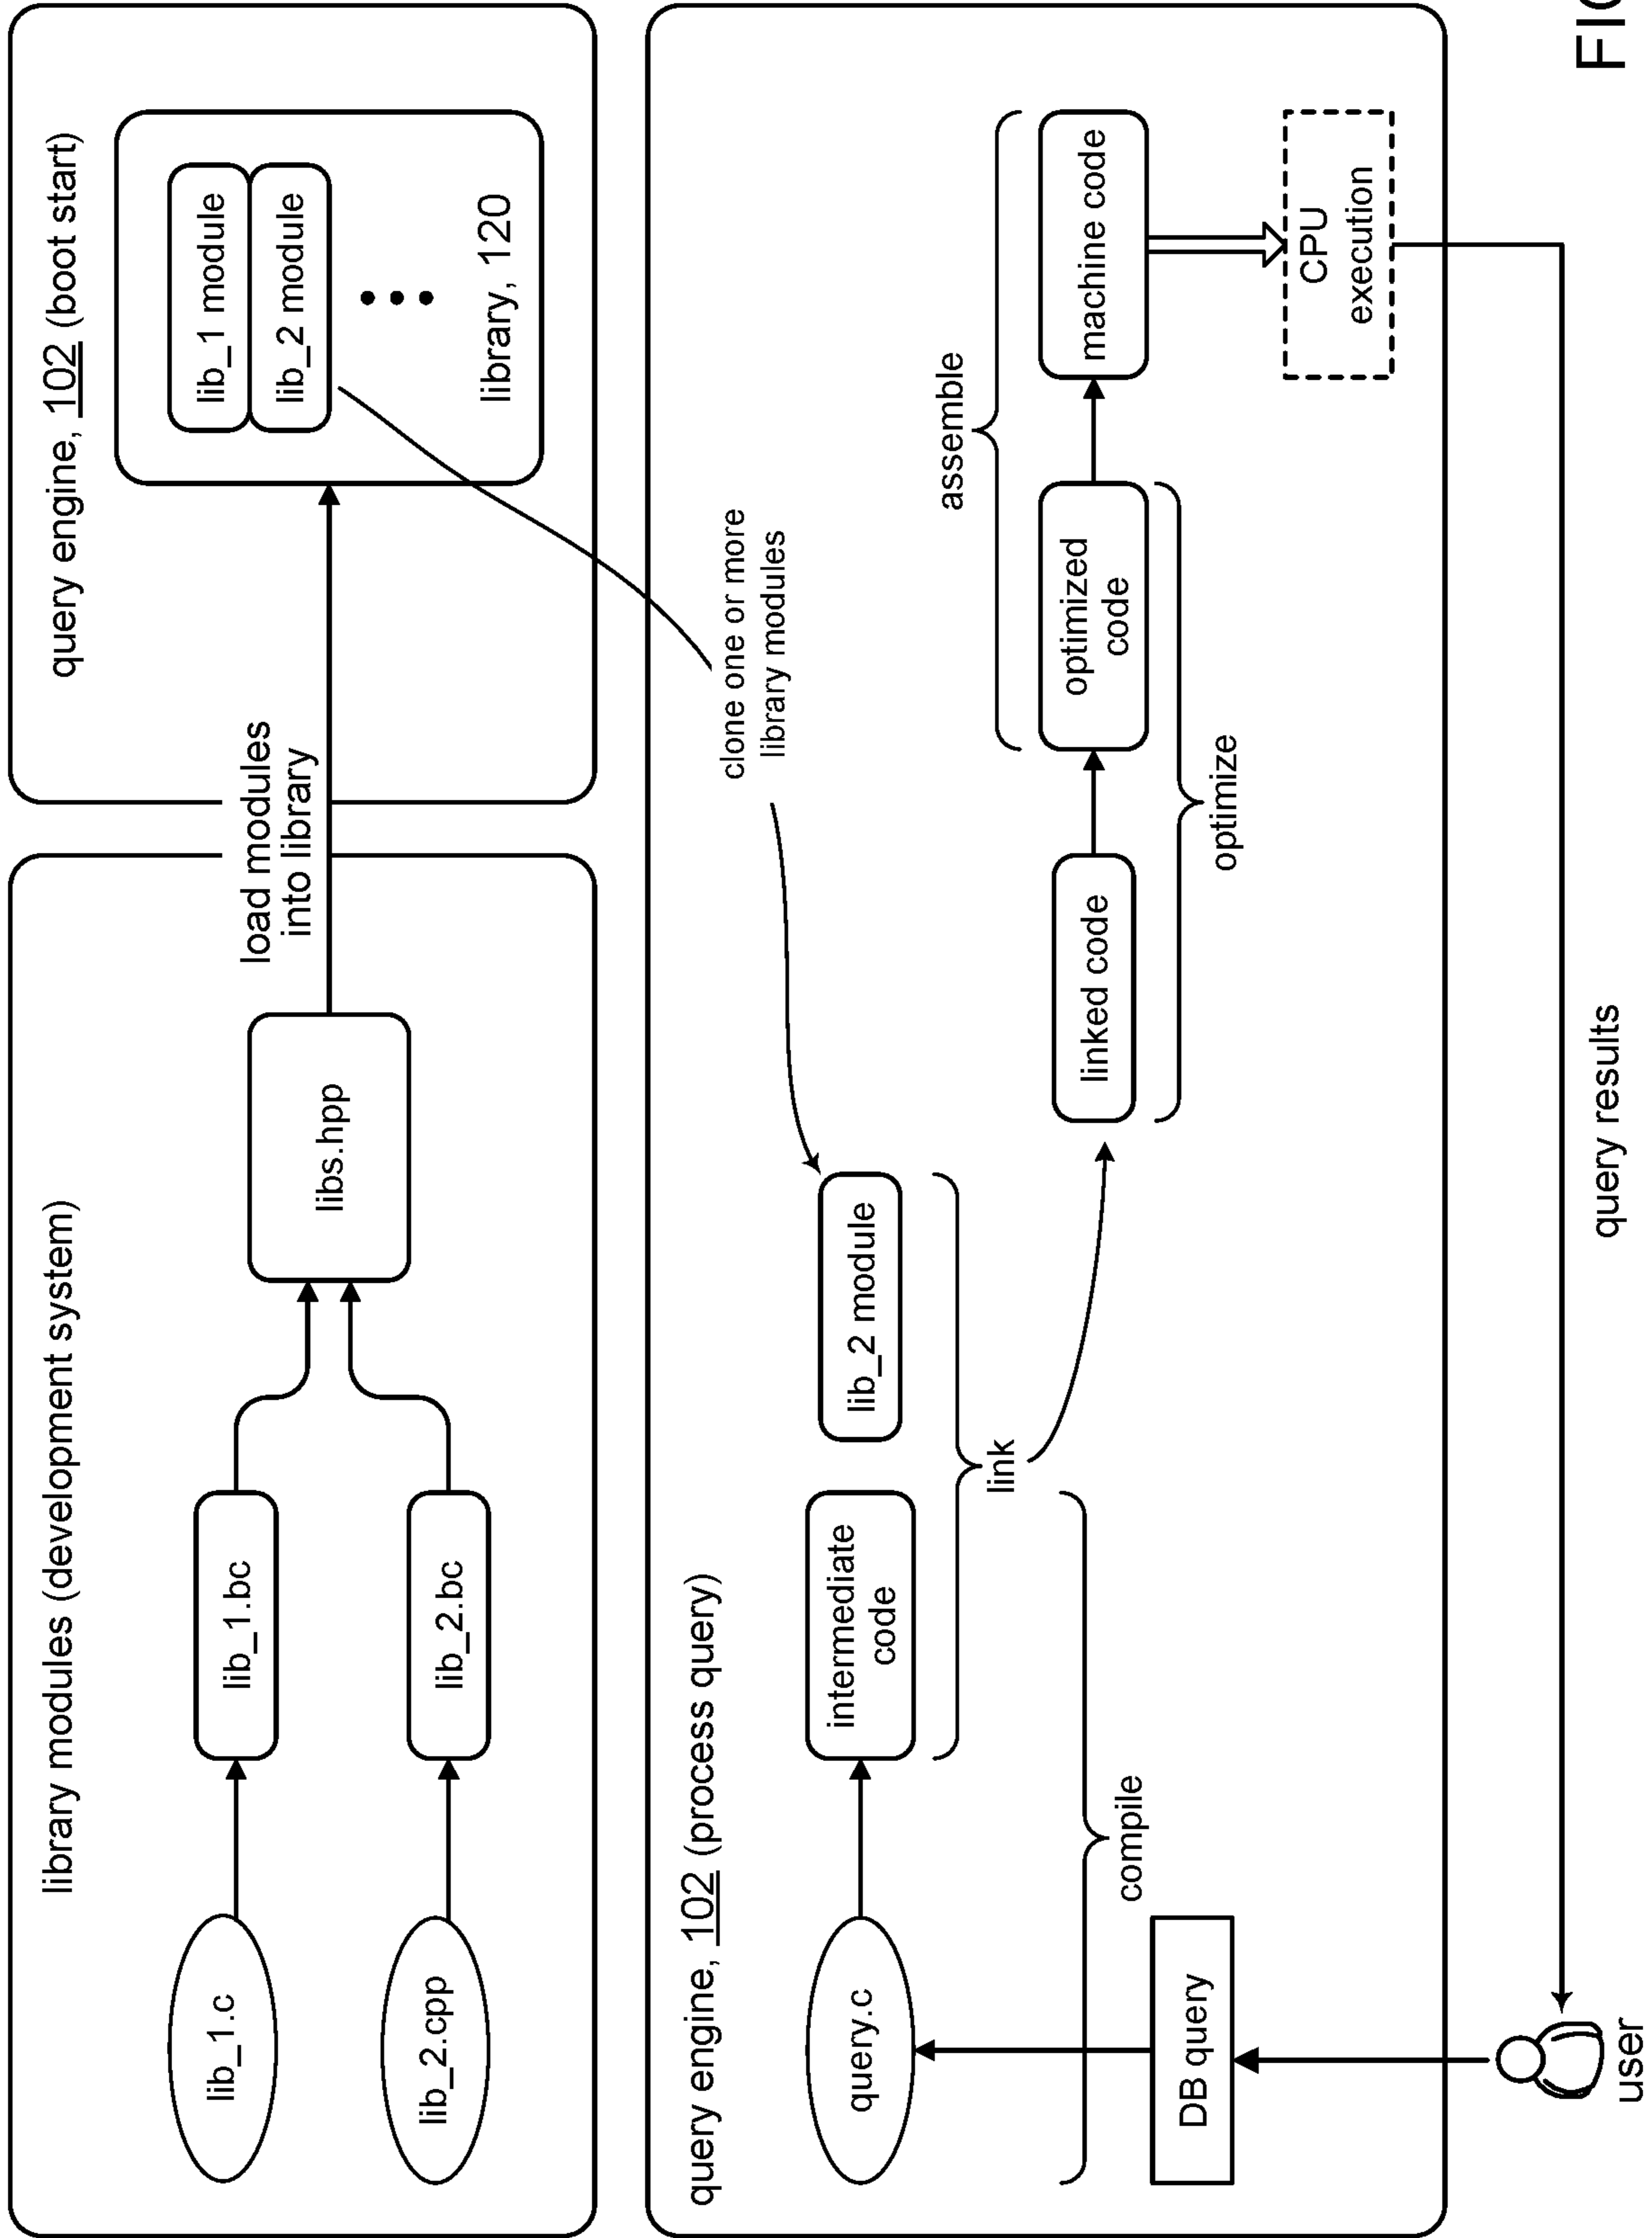 library modules (development system)
lib_1.c
lib_1.bc
lib_2.cpp
lib_2.bc
libs.hpp
load modules
into library
query engine, 102 (boot start)
lib_1 module
lib_2 module
library, 120
clone one or more
library modules
query engine, 102 (process query)
query.c
intermediate
code
lib_2 module
link
compile
DB query
linked code
optimized
code
optimize
assemble
machine code
CPU
execution
query results
user